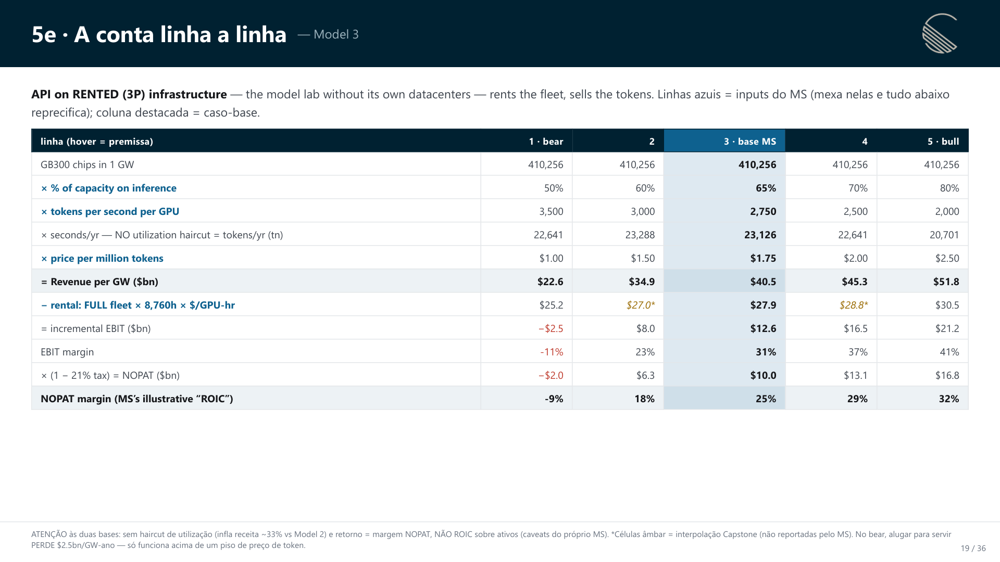 5e · A conta linha a linha — Model 3
API on RENTED (3P) infrastructure — the model lab without its own datacenters — rents the fleet, sells the tokens. Linhas azuis = inputs do MS (mexa nelas e tudo abaixo
reprecifica); coluna destacada = caso-base.
linha (hover = premissa) 1 · bear 2 3 · base MS 4 5 · bull
GB300 chips in 1 GW 410,256 410,256 410,256 410,256 410,256
× % of capacity on inference 50% 60% 65% 70% 80%
× tokens per second per GPU 3,500 3,000 2,750 2,500 2,000
× seconds/yr — NO utilization haircut = tokens/yr (tn) 22,641 23,288 23,126 22,641 20,701
× price per million tokens $1.00 $1.50 $1.75 $2.00 $2.50
= Revenue per GW ($bn) $22.6 $34.9 $40.5 $45.3 $51.8
− rental: FULL fleet × 8,760h × $/GPU-hr $25.2 $27.0* $27.9 $28.8* $30.5
= incremental EBIT ($bn) −$2.5 $8.0 $12.6 $16.5 $21.2
EBIT margin -11% 23% 31% 37% 41%
× (1 − 21% tax) = NOPAT ($bn) −$2.0 $6.3 $10.0 $13.1 $16.8
NOPAT margin (MS’s illustrative “ROIC”) -9% 18% 25% 29% 32%
ATENÇÃO às duas bases: sem haircut de utilização (infla receita ~33% vs Model 2) e retorno = margem NOPAT, NÃO ROIC sobre ativos (caveats do próprio MS). *Células âmbar = interpolação Capstone (não reportadas pelo MS). No bear, alugar para servir
PERDE $2.5bn/GW-ano — só funciona acima de um piso de preço de token.
19 / 36